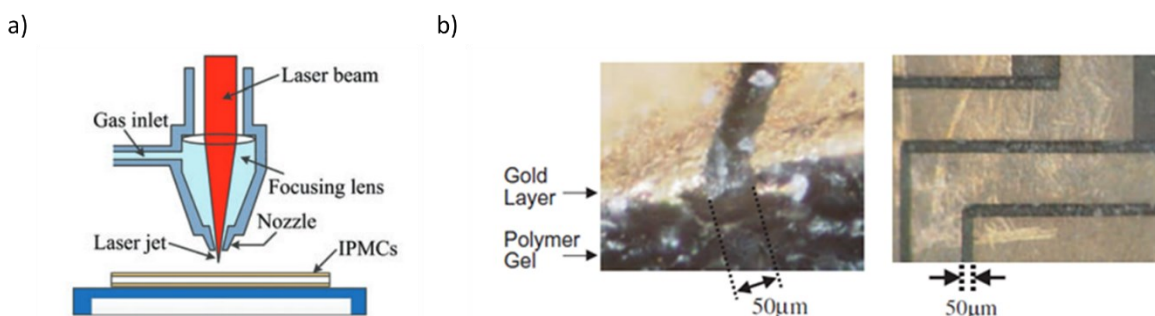 a)
b)
Laser beam
Gas inlet
Focusing lens
Nozzle
Laser jet
IPMCs
Gold
Layer
Polymer
Gel
50μm
50μm